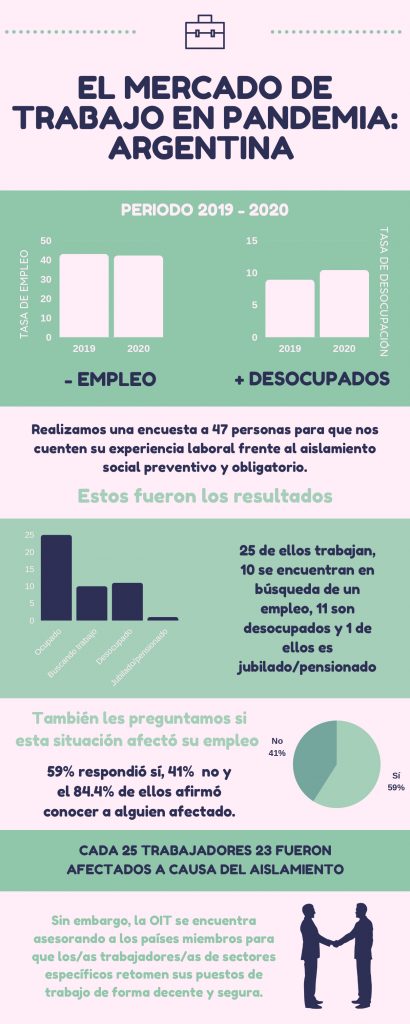 EL MERCADO DE
TRABAJO EN PANDEMIA:
ARGENTINA
PERIODO 2019 - 2020
TASA DE EMPLEO
50
40
30
20
10
0
2019
2020
- EMPLEO
15
10
5
0
2019
2020
TASA DE DESOCUPACIÓN
+ DESOCUPADOS
Realizamos una encuesta a 47 personas para que nos
cuenten su experiencia laboral frente al aislamiento
social preventivo y obligatorio.
Estos fueron los resultados
25
20
15
10
5
0
Ocupado
Buscando trabajo
Desocupado
Jubilado/pensionado
25 de ellos trabajan,
10 se encuentran en
búsqueda de un
empleo, 11 son
desocupados y 1 de
ellos es
jubilado/pensionado
También les preguntamos si
esta situación afectó su empleo
59% respondió sí, 41% no y
el 84.4% de ellos afirmó
conocer a alguien afectado.
No
41%
Sí
59%
CADA 25 TRABAJADORES 23 FUERON
AFECTADOS A CAUSA DEL AISLAMIENTO
Sin embargo, la OIT se encuentra
asesorando a los países miembros para
que los/as trabajadores/as de sectores
específicos retomen sus puestos de
trabajo de forma decente y segura.